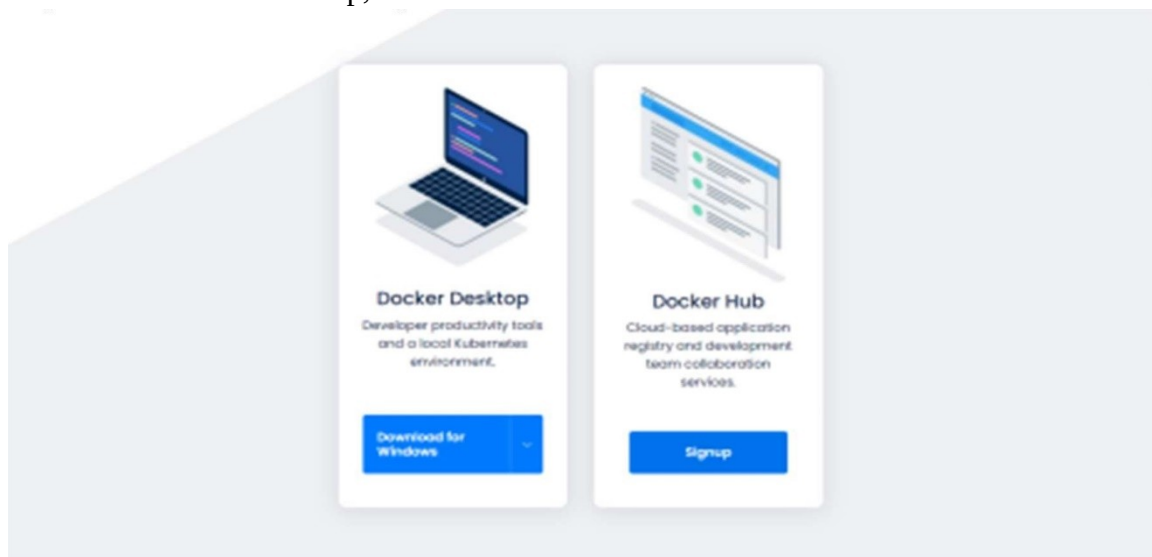 Docker Desktop
Developer productivity tools
and a local Kubernetes
environment.
Download for
Windows
Docker Hub
Cloud-based application
registry and development
team collaboration
services.
Signup